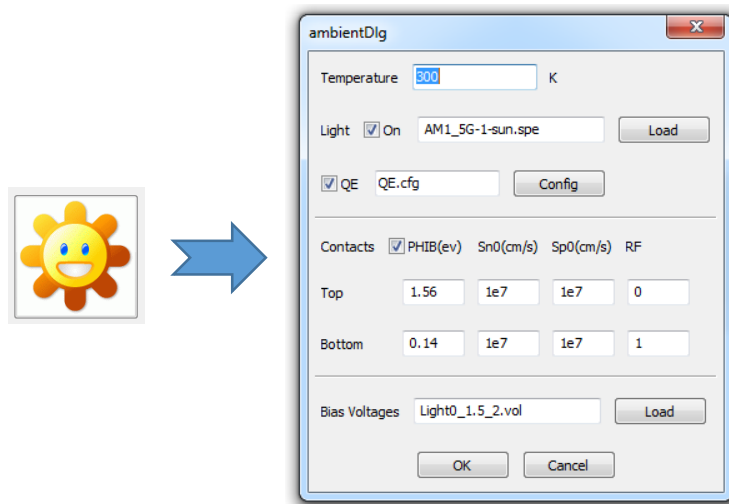 ambientDlg
Temperature 300 K
Light On AM1_5G-1-sun.spe Load
QE QE.cfg Config
Contacts PHIB(ev) Sn0(cm/s) Sp0(cm/s) RF
Top 1.56 1e7 1e7 0
Bottom 0.14 1e7 1e7 1
Bias Voltages Light0_1.5_2.vol Load
OK Cancel